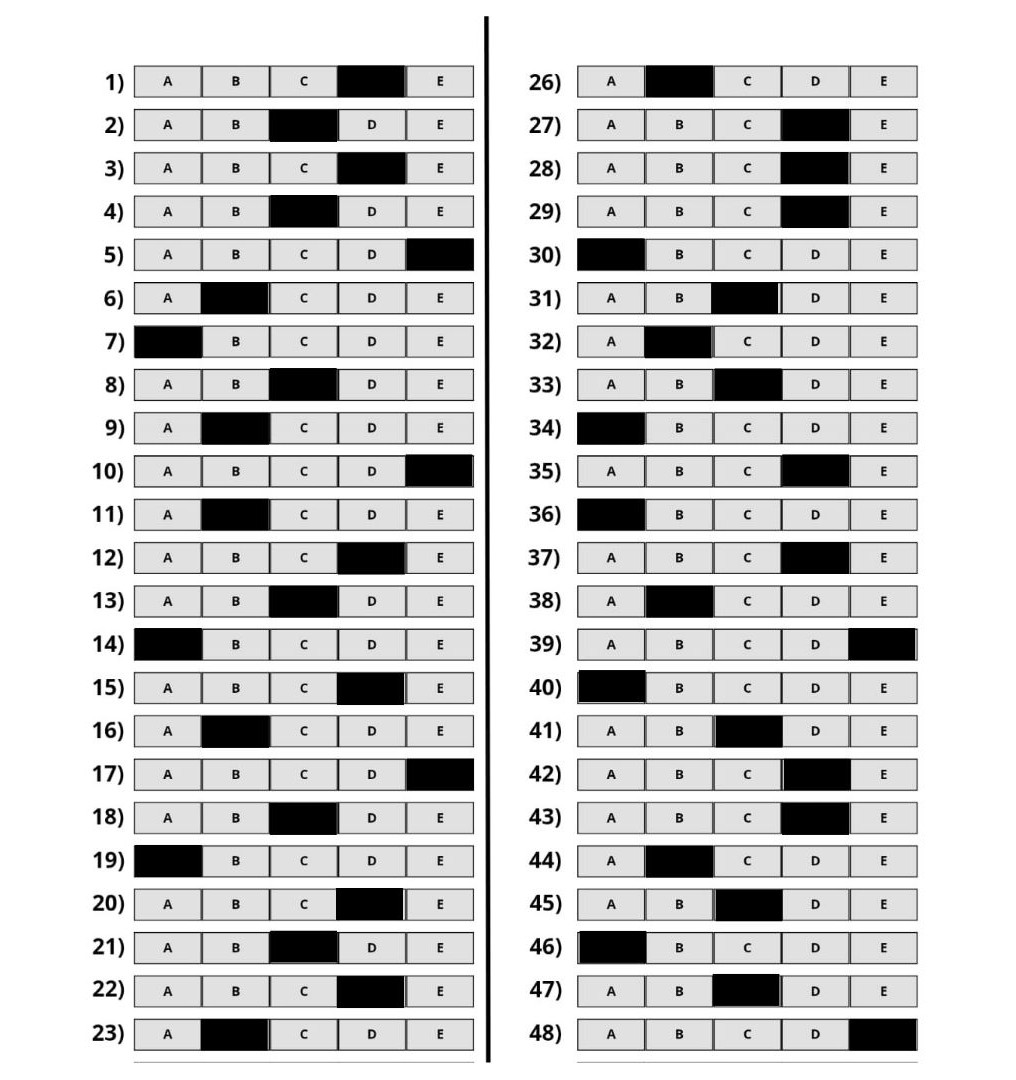 1) A B C E
2) A B D E
3) A B C E
4) A B D E
5) A B C D
6) A C D E
7) B C D E
8) A B D E
9) A C D E
10) A B C D
11) A C D E
12) A B C E
13) A B D E
14) B C D E
15) A B C E
16) A C D E
17) A B C D
18) A B D E
19) B C D E
20) A B C E
21) A B D E
22) A B C E
23) A C D E
26) A C D E
27) A B C E
28) A B C E
29) A B C E
30) B C D E
31) A B D E
32) A C D E
33) A B D E
34) B C D E
35) A B C E
36) B C D E
37) A B C E
38) A C D E
39) A B C D
40) B C D E
41) A B D E
42) A B C E
43) A B C E
44) A C D E
45) A B D E
46) B C D E
47) A B D E
48) A B C D